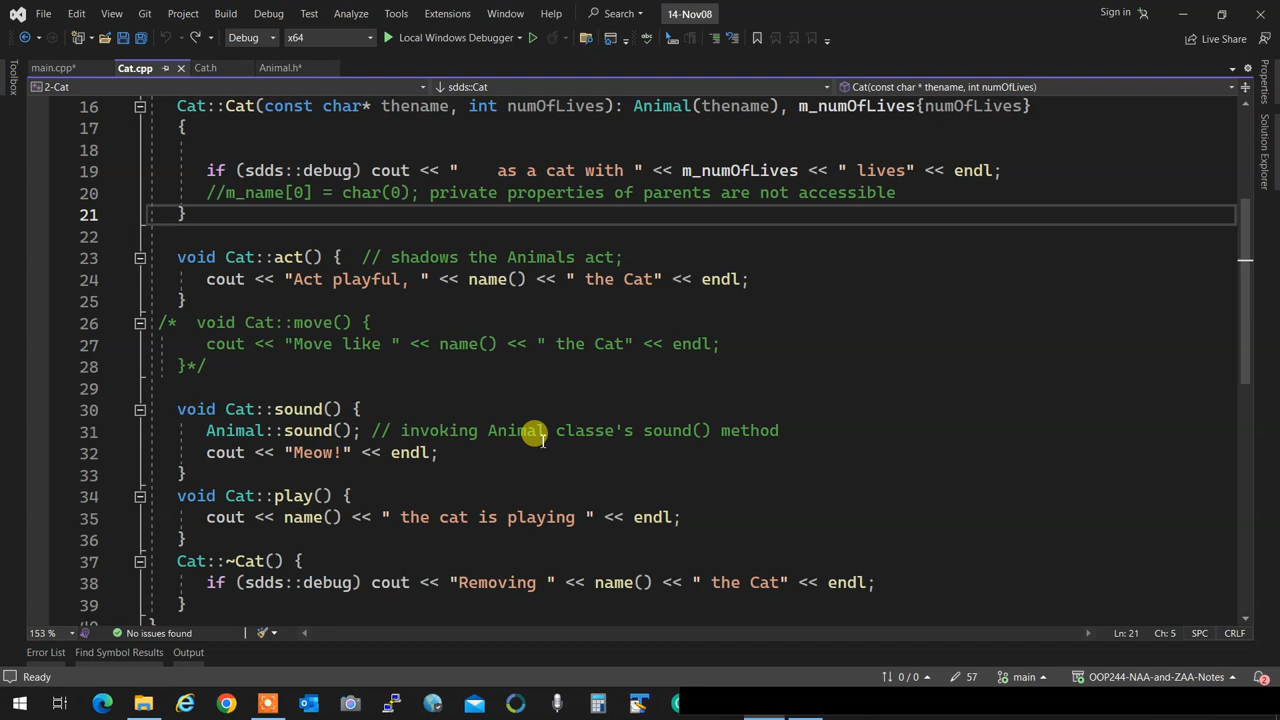 File Edit View Git Project Build Debug Test Analyze Tools Extensions Window Help Search 14-Nov08 Sign in
Debug x64 Local Windows Debugger Live Share
main.cpp* Cat.cpp Cat.h Animal.h*
2-Cat sdds::Cat Cat(const char * thename, int numOfLives)
Toolbox
Properties
Solution Explorer
16 Cat::Cat(const char* thename, int numOfLives): Animal(thename), m_numOfLives{numOfLives}
17 {
18
19 if (sdds::debug) cout << "    as a cat with " << m_numOfLives << " lives" << endl;
20 //m_name[0] = char(0); private properties of parents are not accessible
21 }
22
23 void Cat::act() {  // shadows the Animals act;
24 cout << "Act playful, " << name() << " the Cat" << endl;
25 }
26 /*  void Cat::move() {
27 cout << "Move like " << name() << " the Cat" << endl;
28 }*/
29
30 void Cat::sound() {
31 Animal::sound(); // invoking Animal classe's sound() method
32 cout << "Meow!" << endl;
33 }
34 void Cat::play() {
35 cout << name() << " the cat is playing " << endl;
36 }
37 Cat::~Cat() {
38 if (sdds::debug) cout << "Removing " << name() << " the Cat" << endl;
39 }
153 % No issues found Ln: 21 Ch: 5 SPC CRLF
Error List Find Symbol Results Output
Ready 0 / 0 57 main OOP244-NAA-and-ZAA-Notes 2